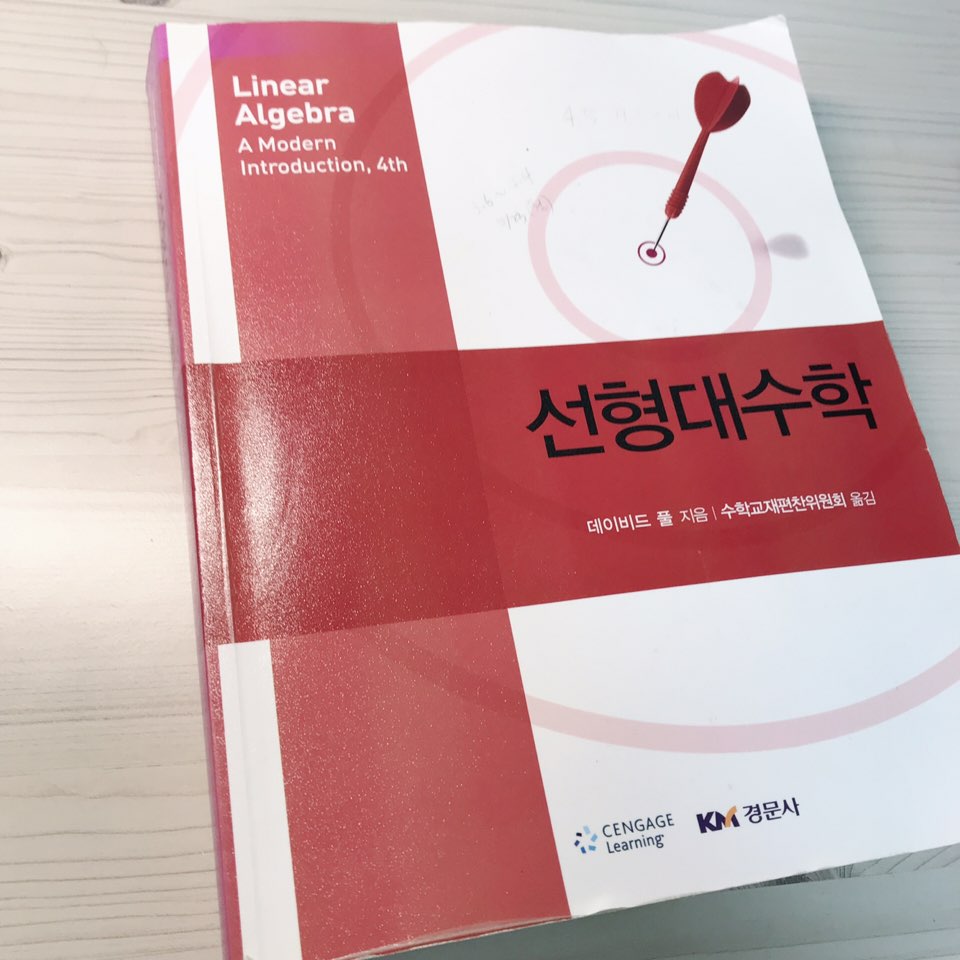 Linear
Algebra
A Modern
Introduction, 4th
선형대수학
데이비드 풀 지음 | 수학교재편찬위원회 옮김
CENGAGE
Learning
KM 경문사